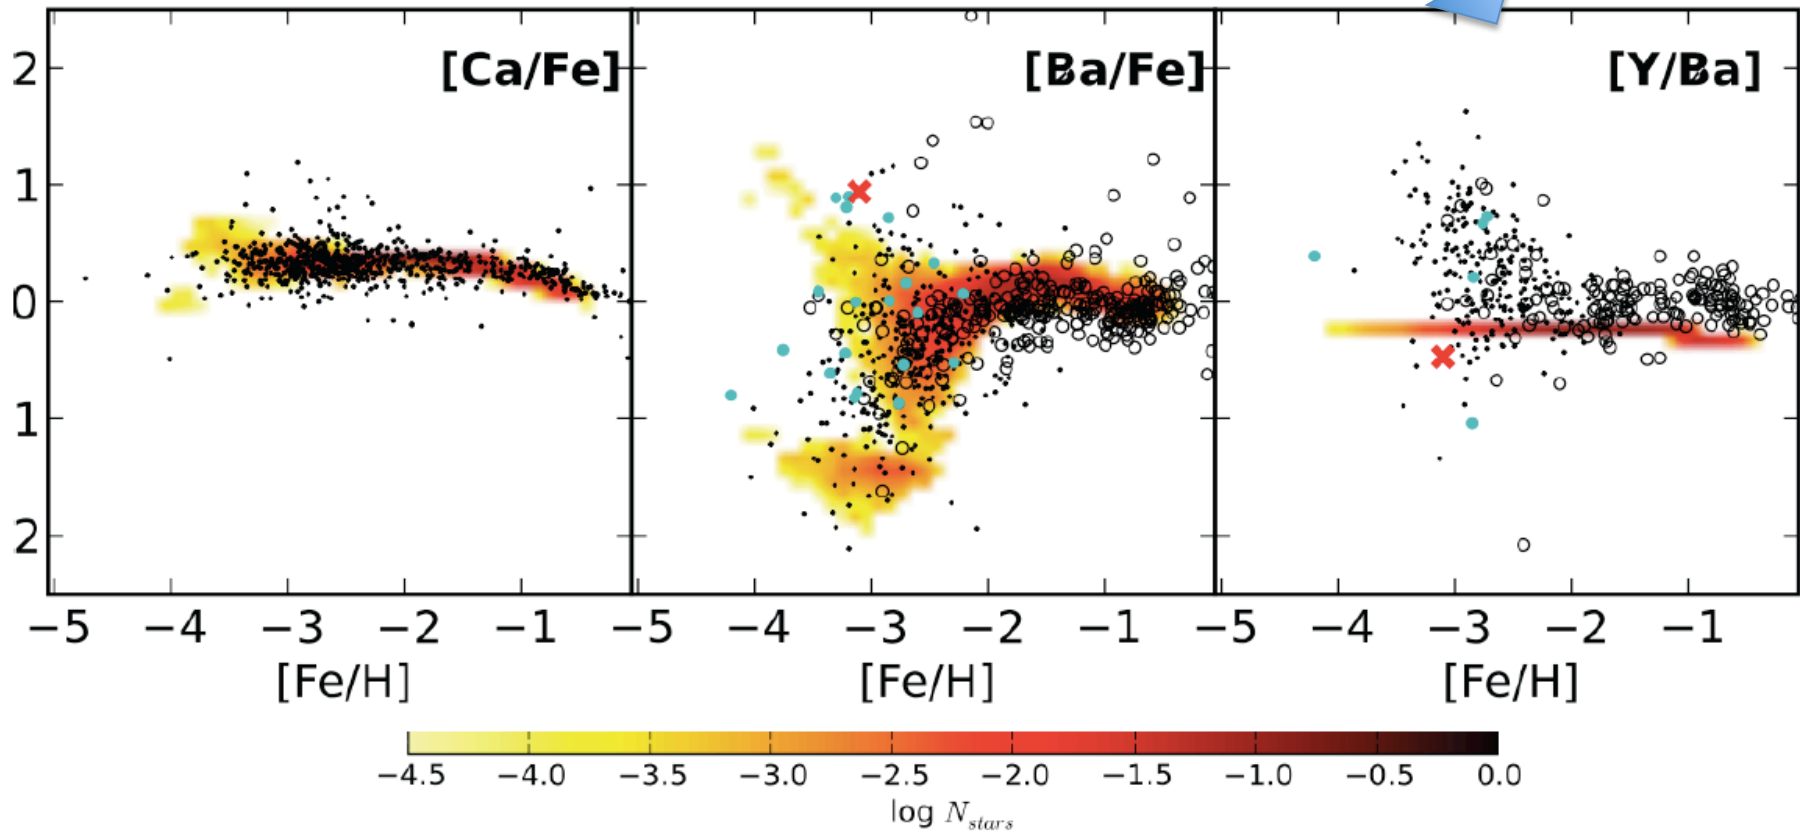 [Ca/Fe] [Ba/Fe] [Y/Ba]
2
1
0
1
2
−5 −4 −3 −2 −1 −5 −4 −3 −2 −1 −5 −4 −3 −2 −1
[Fe/H] [Fe/H] [Fe/H]
−4.5 −4.0 −3.5 −3.0 −2.5 −2.0 −1.5 −1.0 −0.5 0.0
log N_stars